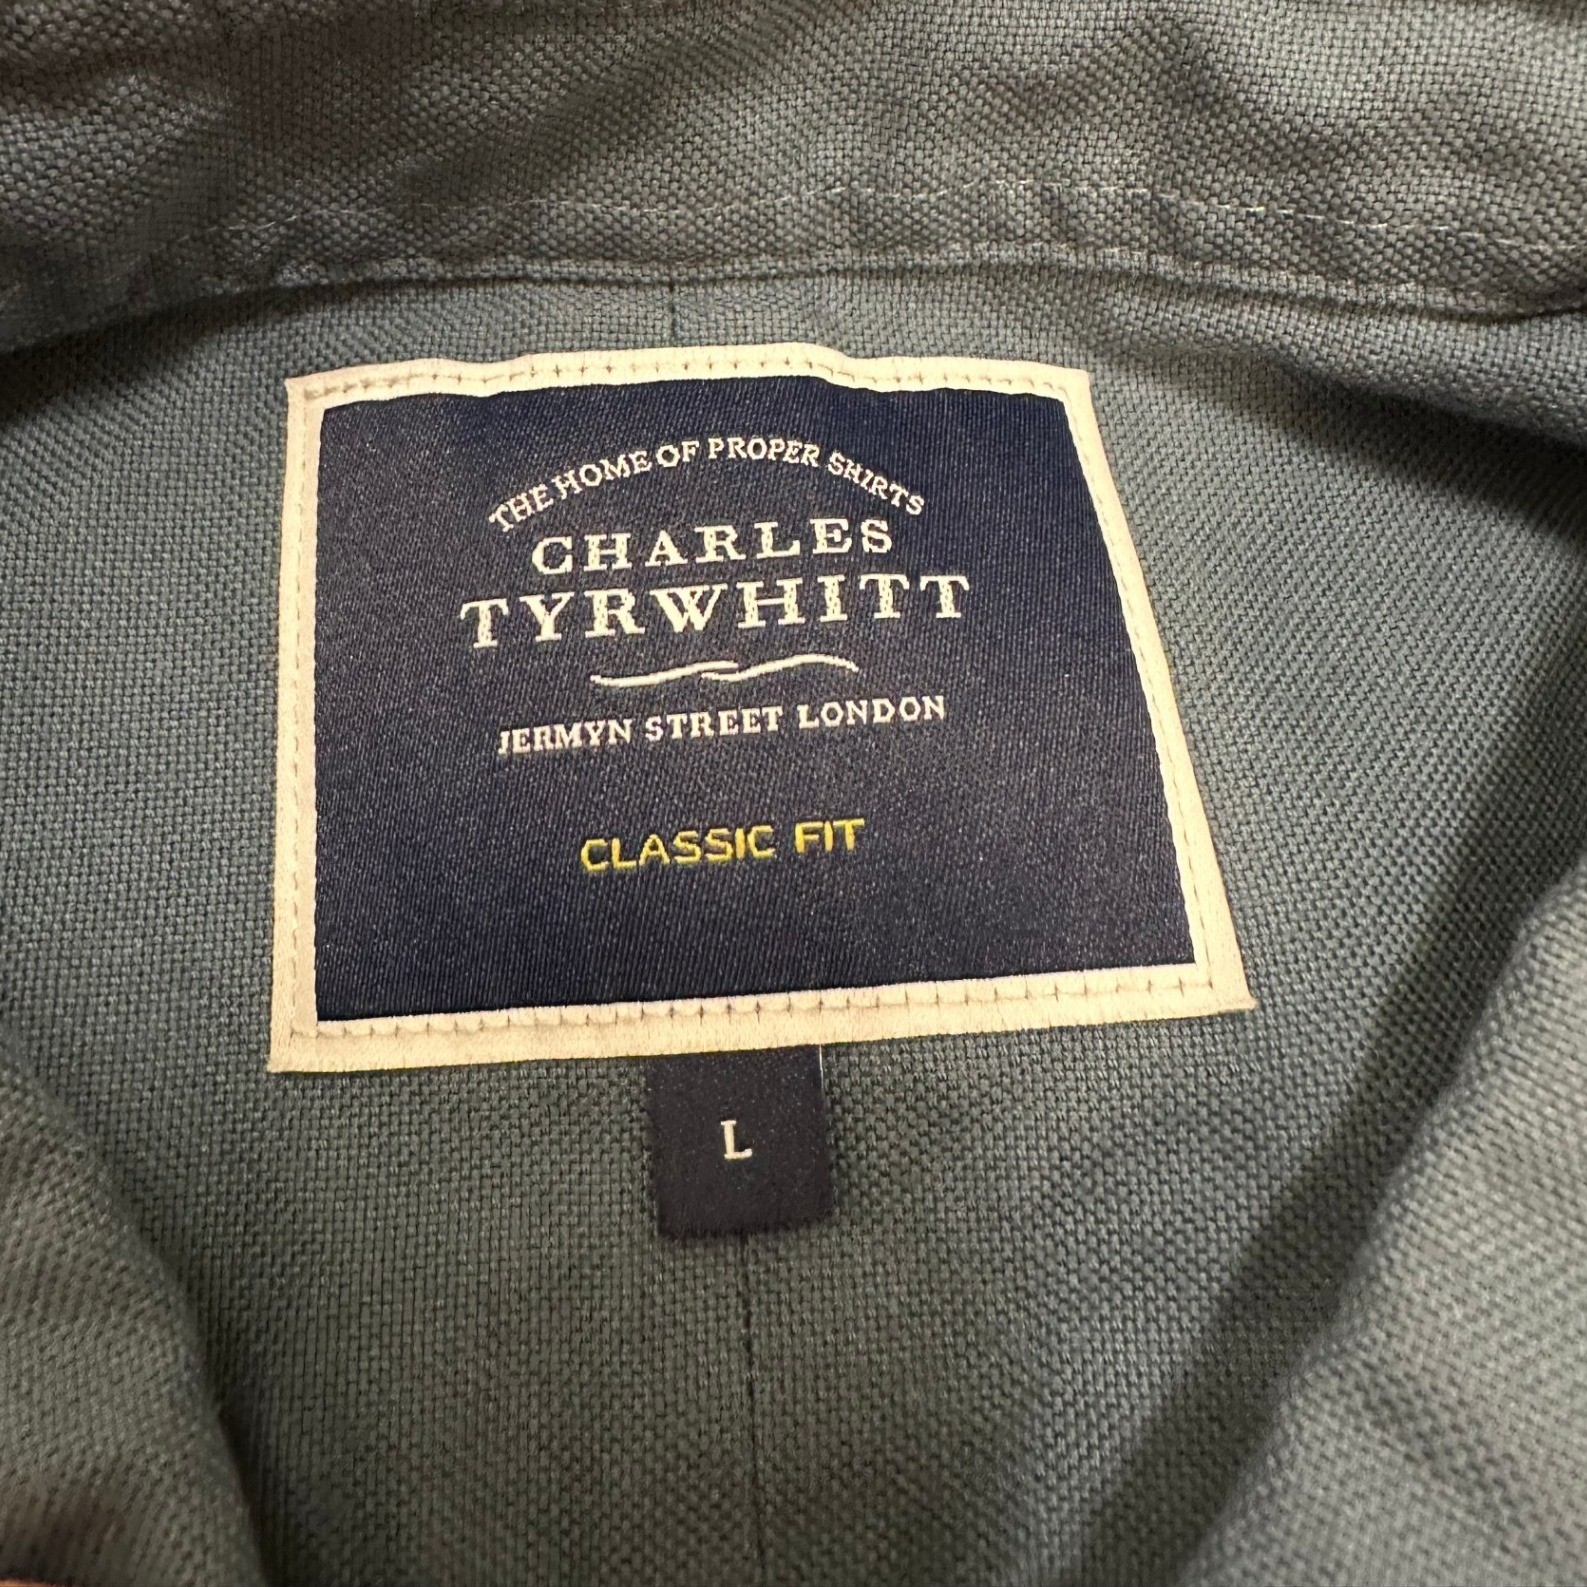 THE HOME OF PROPER SHIRTS
CHARLES
TYRWHITT
JERMYN STREET LONDON
CLASSIC FIT
L